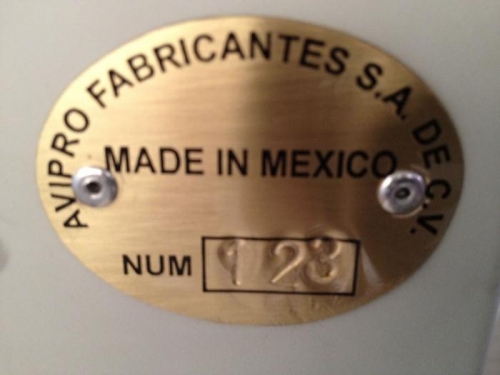 AVIPRO FABRICANTES S.A. DE C.V.
MADE IN MEXICO
NUM 123